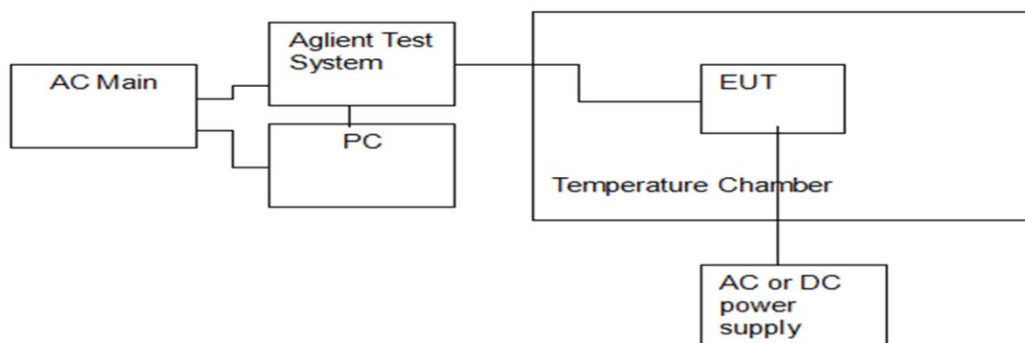 Aglient Test
System
AC Main
EUT
PC
Temperature Chamber
AC or DC
power
supply